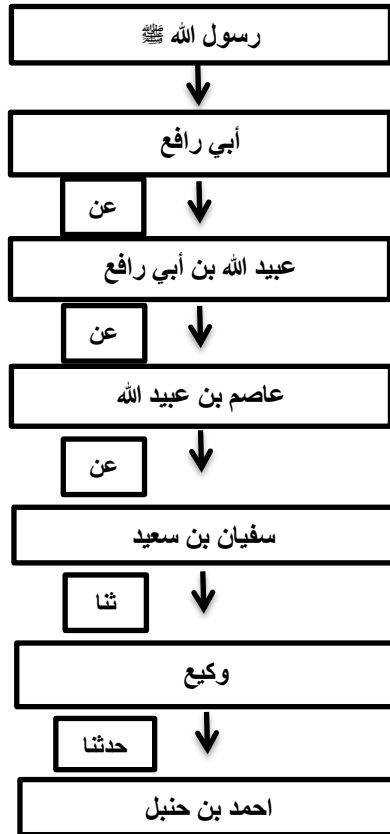 رسول الله ﷺ
أبي رافع
عن
عبيد الله بن أبي رافع
عن
عاصم بن عبيد الله
عن
سفيان بن سعيد
ثنا
وكيع
حدثنا
احمد بن حنبل